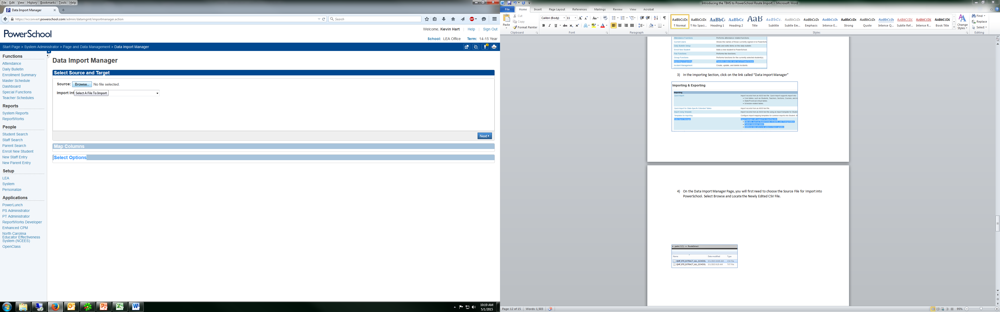 File Edit View History Bookmarks Tools Help
Data Import Manager
https://ncconvert.powerschool.com/admin/datamgmt/importmanager.action
Search
ABP
Welcome, Kevin Hart Help Sign Out
PowerSchool
School: LEA Office Term: 14-15 Year
Start Page > System Administrator > Page and Data Management > Data Import Manager
2
Functions
Attendance
Daily Bulletin
Enrollment Summary
Master Schedule
Dashboard
Special Functions
Teacher Schedules
Reports
System Reports
ReportWorks
People
Student Search
Staff Search
Parent Search
Enroll New Student
New Staff Entry
New Parent Entry
Setup
LEA
System
Personalize
Applications
PowerLunch
PS Administrator
PT Administrator
ReportWorks Developer
Enhanced CPM
North Carolina
Educator Effectiveness
System (NCEES)
OpenClass
Data Import Manager
Select Source and Target
Source: Browse... No file selected.
Import Int
Select A File To Import
Next
Map Columns
Select Options
10:19 AM
5/1/2015
Introducing the TIMS to PowerSchool Route Import - Microsoft Word
File Home Insert Page Layout References Mailings Review View Acrobat
Paste
Cut
Copy
Format Painter
Clipboard
Calibri (Body) 11
Font
Paragraph
AaBbCcDc AaBbCcDc AaBbC AaBbCc AaB AaBbCc. AaBbCcDc AaBbCcDc AaBbCcDc AaBbCcDc AaBbCcDc AaBbCcDc AaBbCcDc AaBbCcDc
¶ Normal ¶ No Spaci... Heading 1 Heading 2 Title Subtitle Subtle Em... Emphasis Intense E... Strong Quote Intense Q... Subtle Ref... Intense R... Book Title
Styles
Change
Styles
Find
Replace
Select
Editing
Attendance Functions Performs attendance related functions.
Current Users Shows the names of those currently signed in to PowerScho
Daily Bulletin Setup Adds and edits items on the daily bulletin.
Enroll New Student Adds a new student to PowerSchool.
Fee Functions Performs fee functions.
Group Functions Performs functions for the currently selected student(s).
Importing & Exporting Transfers data into and out of PowerSchool.
Incident Management Create, update, and delete incidents
3) In the Importing Section, click on the link called “Data Import Manager”
Importing & Exporting
Importing
Quick Import Import records from an ASCII text file. Quick import supports import into
• Core tables, such as Students, Teachers, Sections, Courses, and m
• State/Provincial virtual tables.
• Schedule-related tables.
Quick Import for State-Specific Extended Tables Import records from an ASCII text file.
Import Using Template Import records from an ASCII text file using an import template for Studen
Templates for Importing Configure import mapping templates for common imports into Student, St
Data Import Manager Import manager with support for importing into:
• Data sets, such as Student Email, Incidents, and Transportation.
• Custom database tables.
• Additional data sets to be added in future updates.
4) On the Data Import Manager Page, you will first need to choose the Source File for Import into
PowerSchool. Select Browse and Locate the Newly Edited CSV File.
partn 2 (C:) RouteExtract
Name Date modified Type
QMF_RTE_EXTRACT_ALL_SCHOOL 5/1/2015 10:09 AM CSV File
QMF_RTE_EXTRACT_ALL_SCHOOL 5/1/2015 9:20 AM TXT File
Page: 12 of 15 Words: 1,503
95%